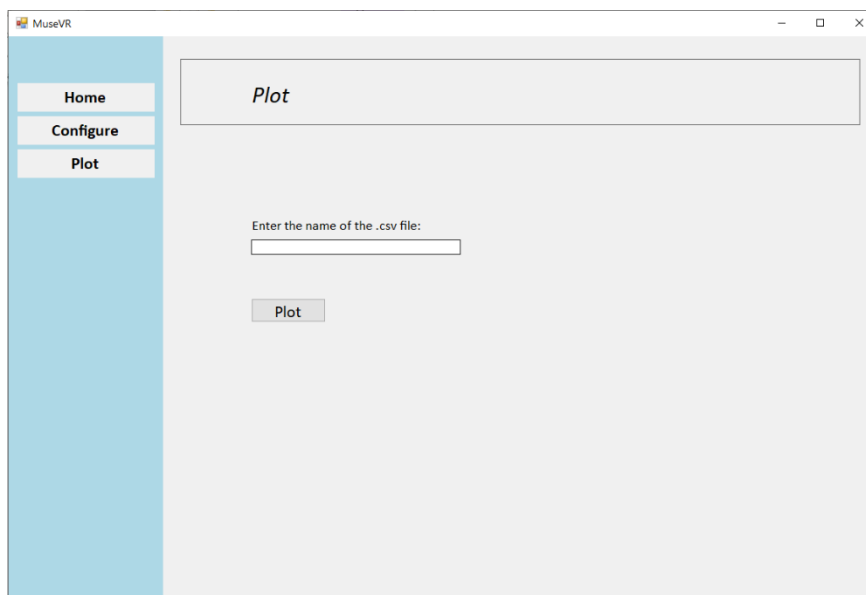 MuseVR
Home
Configure
Plot
Plot
Enter the name of the .csv file:
Plot